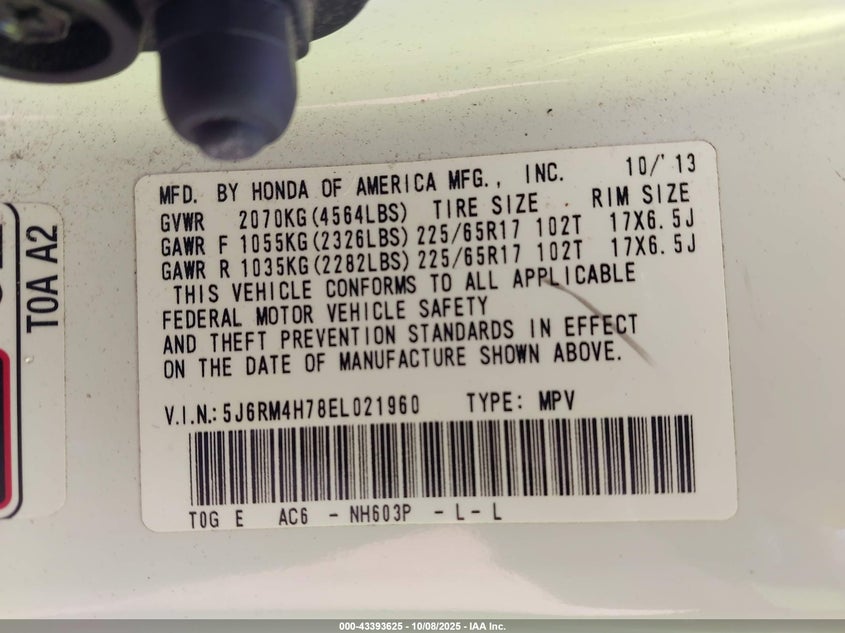 MFD. BY HONDA OF AMERICA MFG., INC. 10/'13
GVWR 2070KG(4564LBS) TIRE SIZE RIM SIZE
GAWR F 1055KG(2326LBS) 225/65R17 102T 17X6.5J
GAWR R 1035KG(2282LBS) 225/65R17 102T 17X6.5J
THIS VEHICLE CONFORMS TO ALL APPLICABLE
FEDERAL MOTOR VEHICLE SAFETY
AND THEFT PREVENTION STANDARDS IN EFFECT
ON THE DATE OF MANUFACTURE SHOWN ABOVE.
V.I.N.: 5J6RM4H78EL021960 TYPE: MPV
T0G E AC6 - NH603P - L - L
T0A A2
000-43393625 - 10/08/2025 - IAA Inc.